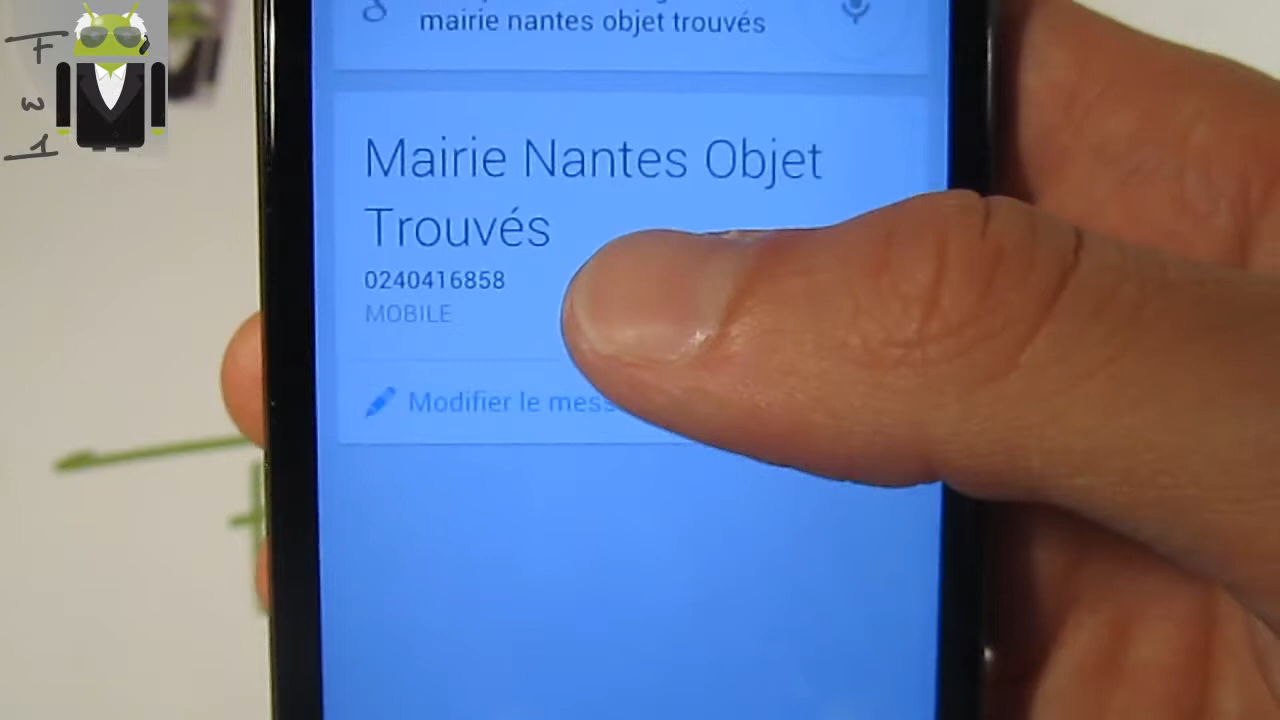 mairie nantes objet trouvés
Mairie Nantes Objet
Trouvés
0240416858
MOBILE
Modifier le mess
F
W
1